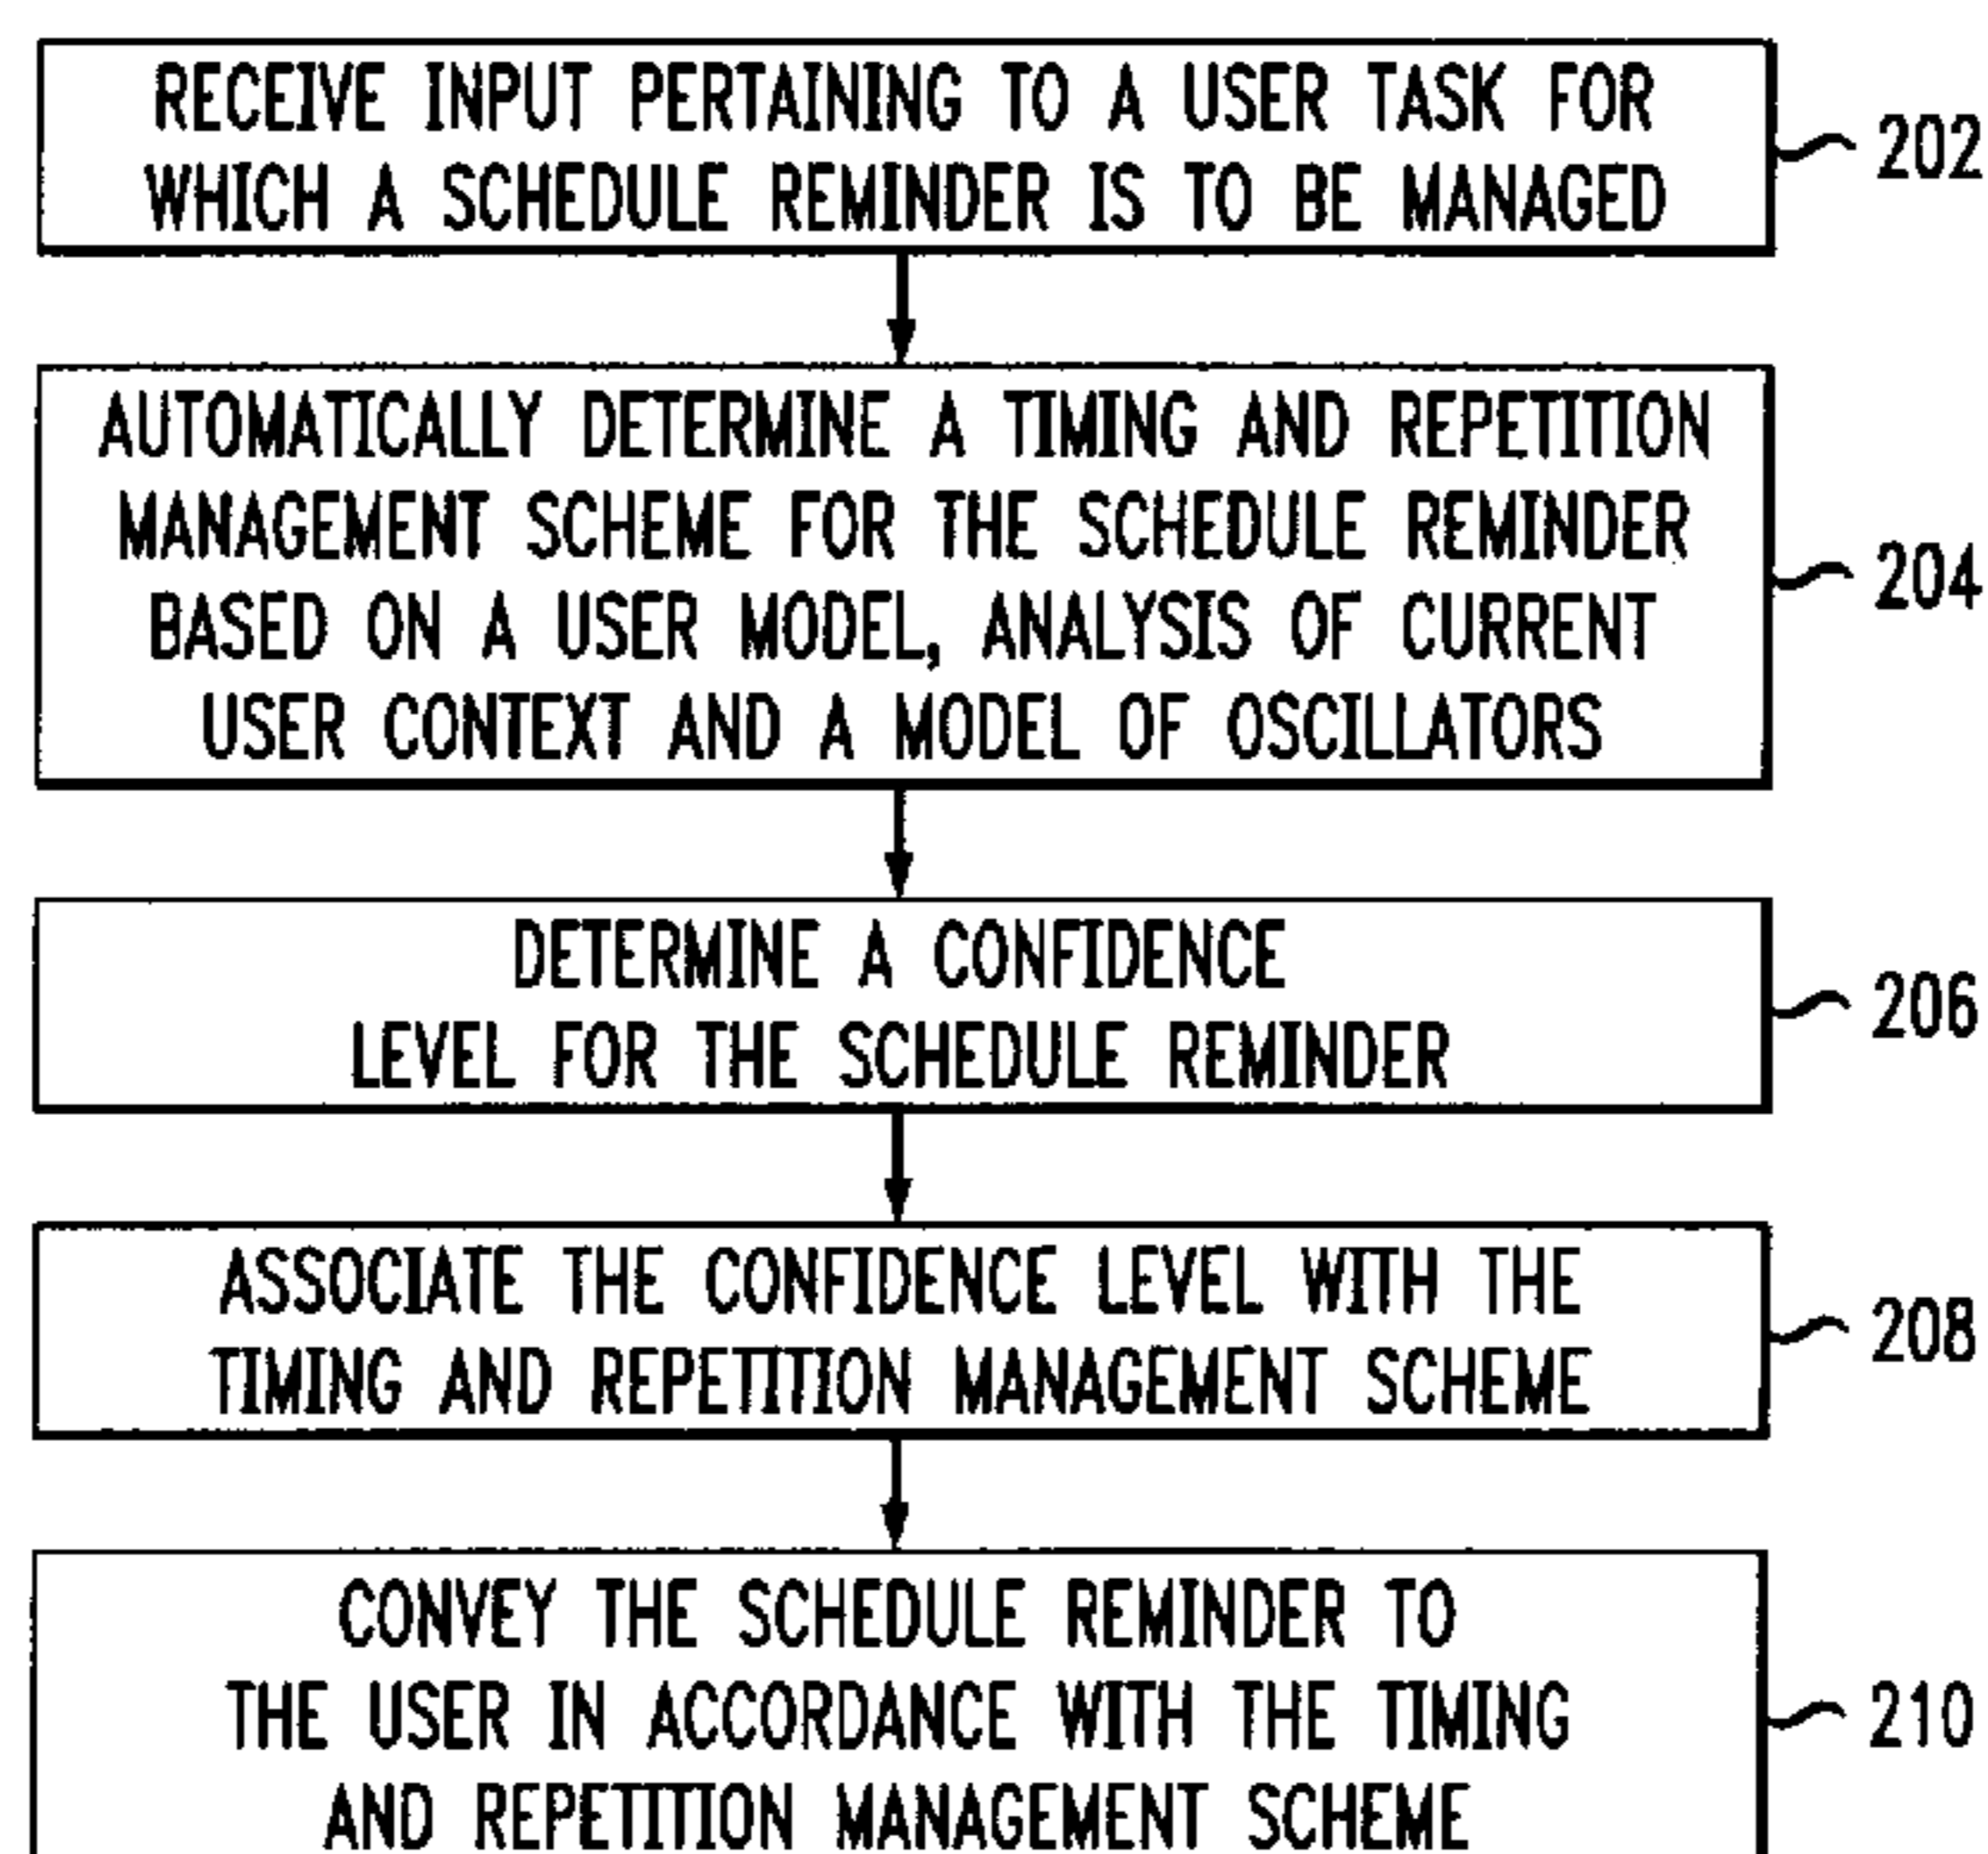 RECEIVE INPUT PERTAINING TO A USER TASK FOR
WHICH A SCHEDULE REMINDER IS TO BE MANAGED
202
AUTOMATICALLY DETERMINE A TIMING AND REPETITION
MANAGEMENT SCHEME FOR THE SCHEDULE REMINDER
BASED ON A USER MODEL, ANALYSIS OF CURRENT
USER CONTEXT AND A MODEL OF OSCILLATORS
204
DETERMINE A CONFIDENCE
LEVEL FOR THE SCHEDULE REMINDER
206
ASSOCIATE THE CONFIDENCE LEVEL WITH THE
TIMING AND REPETITION MANAGEMENT SCHEME
208
CONVEY THE SCHEDULE REMINDER TO
THE USER IN ACCORDANCE WITH THE TIMING
AND REPETITION MANAGEMENT SCHEME
210